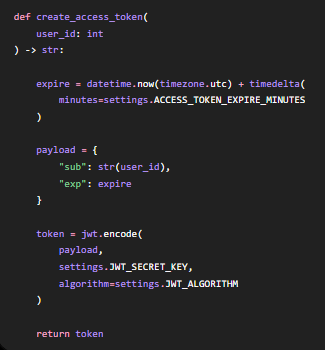 def create_access_token(
    user_id: int
) -> str:
    expire = datetime.now(timezone.utc) + timedelta(
        minutes=settings.ACCESS_TOKEN_EXPIRE_MINUTES
    )
    payload = {
        "sub": str(user_id),
        "exp": expire
    }
    token = jwt.encode(
        payload,
        settings.JWT_SECRET_KEY,
        algorithm=settings.JWT_ALGORITHM
    )
    return token